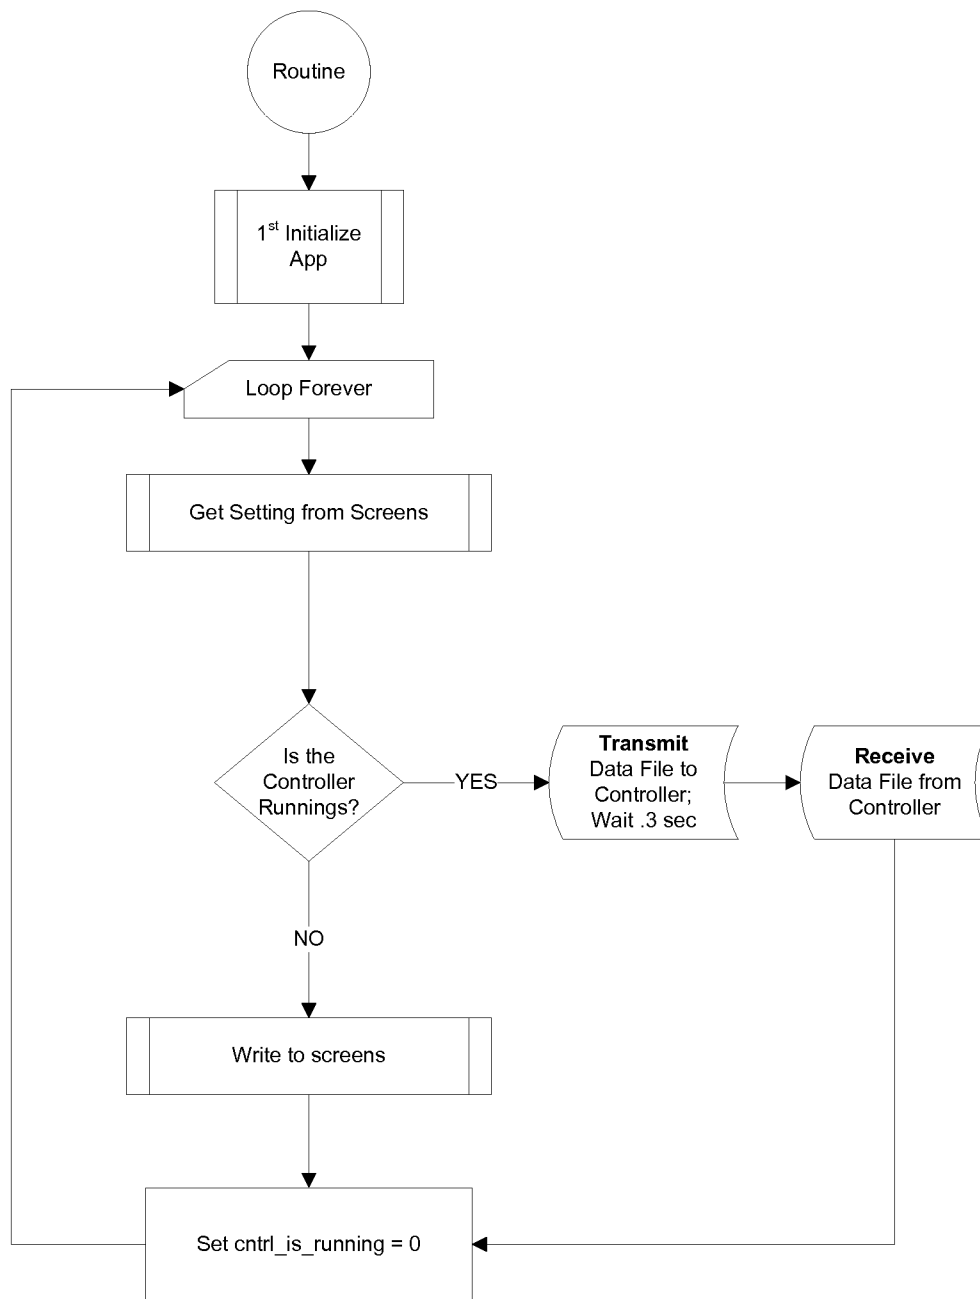 Routine
1st Initialize
App
Loop Forever
Get Setting from Screens
Is the
Controller
Runnings?
YES
Transmit
Data File to
Controller;
Wait .3 sec
Receive
Data File from
Controller
NO
Write to screens
Set cntrl_is_running = 0